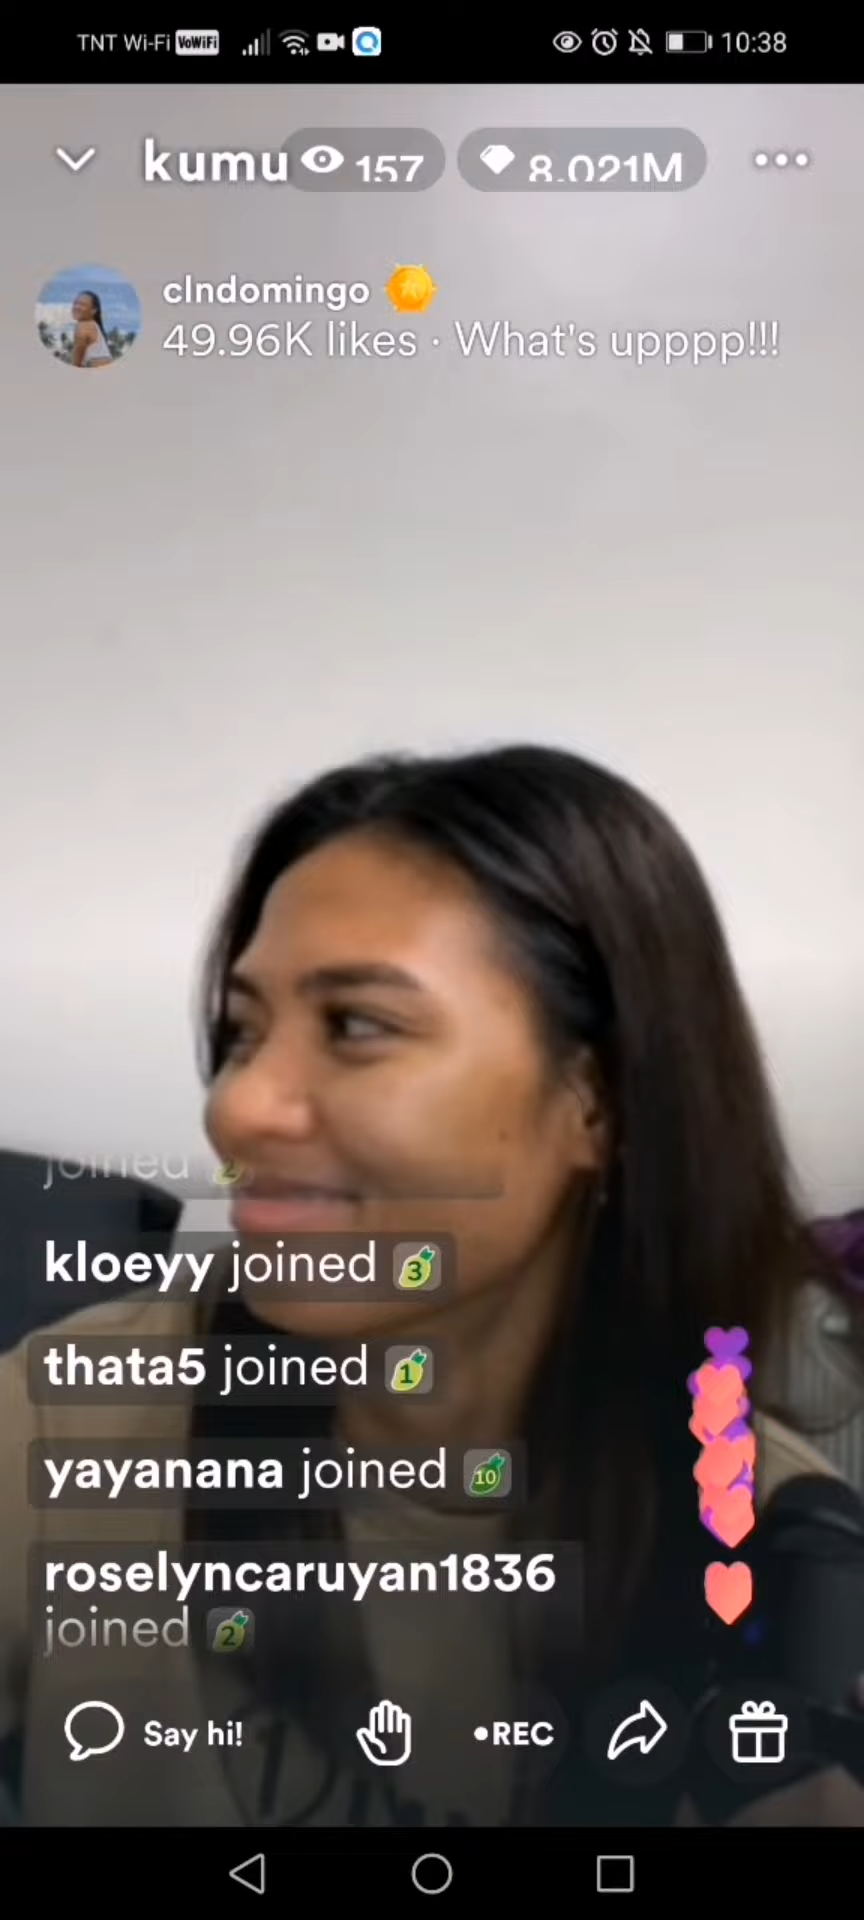 TNT Wi-Fi VoWiFi 10:38
kumu 157 8.021M
clndomingo
49.96K likes · What's upppp!!!
joined 2
kloeyy joined 3
thata5 joined 1
yayanana joined 10
roselyncaruyan1836
joined 2
Say hi! •REC